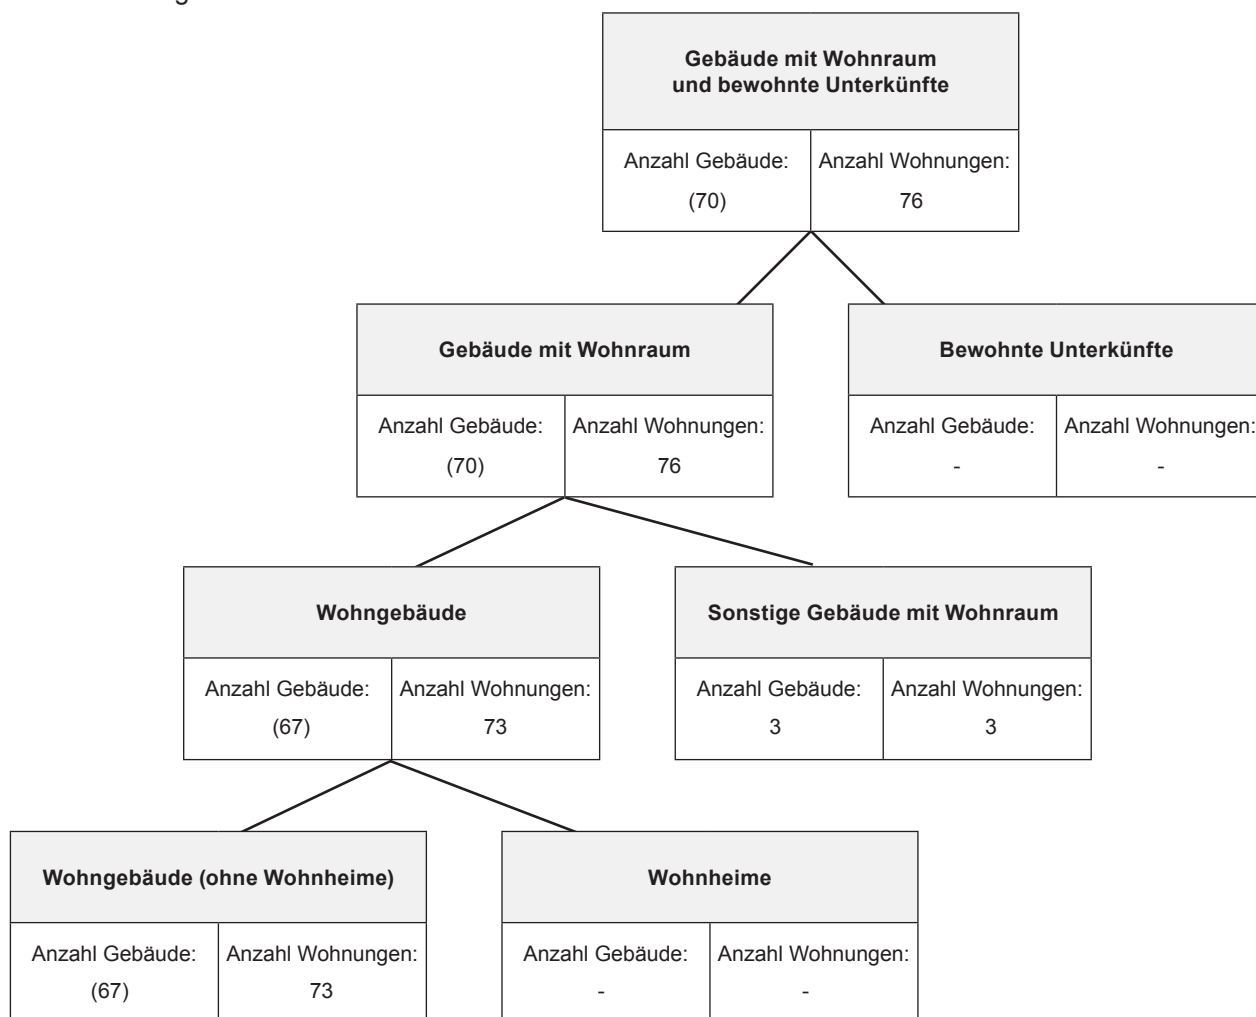 Gebäude mit Wohnraum
und bewohnte Unterkünfte
Anzahl Gebäude:
(70)
Anzahl Wohnungen:
76
Gebäude mit Wohnraum
Anzahl Gebäude:
(70)
Anzahl Wohnungen:
76
Bewohnte Unterkünfte
Anzahl Gebäude:
-
Anzahl Wohnungen:
-
Wohngebäude
Anzahl Gebäude:
(67)
Anzahl Wohnungen:
73
Sonstige Gebäude mit Wohnraum
Anzahl Gebäude:
3
Anzahl Wohnungen:
3
Wohngebäude (ohne Wohnheime)
Anzahl Gebäude:
(67)
Anzahl Wohnungen:
73
Wohnheime
Anzahl Gebäude:
-
Anzahl Wohnungen:
-